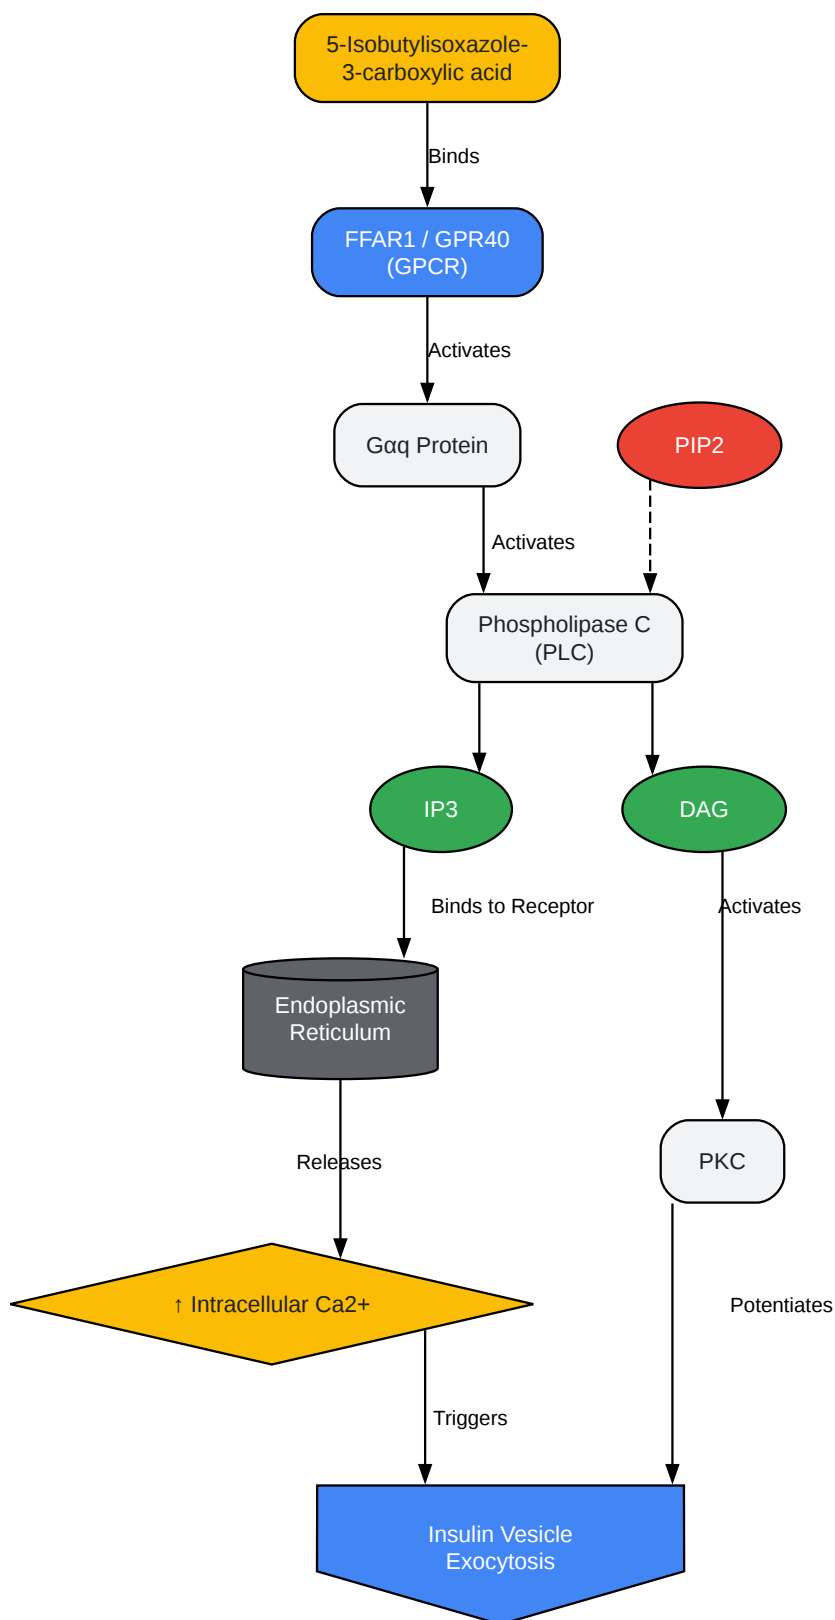 5-Isobutylisoxazole-
3-carboxylic acid
Binds
FFAR1 / GPR40
(GPCR)
Activates
Gαq Protein
PIP2
Activates
Phospholipase C
(PLC)
IP3
DAG
Binds to Receptor
Activates
Endoplasmic
Reticulum
Releases
PKC
↑ Intracellular Ca2+
Potentiates
Triggers
Insulin Vesicle
Exocytosis